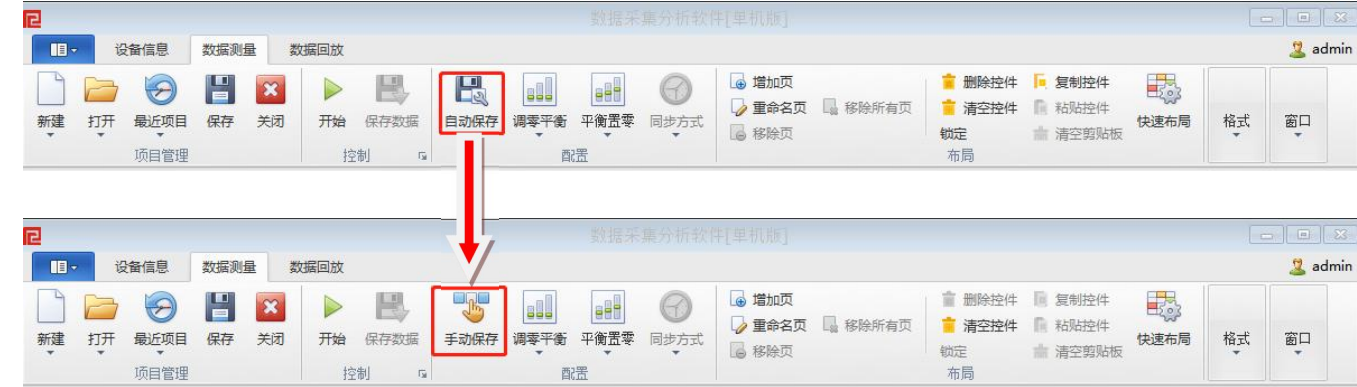 数据采集分析软件[单机版]
设备信息 数据测量 数据回放 admin
新建 打开 最近项目 保存 关闭 开始 保存数据 自动保存 调零平衡 平衡置零 同步方式 增加页 重命名页 移除页 移除所有页 删除控件 清空控件 锁定 复制控件 粘贴控件 清空剪贴板 快速布局 格式 窗口
项目管理 控制 配置 布局
数据采集分析软件[单机版]
设备信息 数据测量 数据回放 admin
新建 打开 最近项目 保存 关闭 开始 保存数据 手动保存 调零平衡 平衡置零 同步方式 增加页 重命名页 移除页 移除所有页 删除控件 清空控件 锁定 复制控件 粘贴控件 清空剪贴板 快速布局 格式 窗口
项目管理 控制 配置 布局